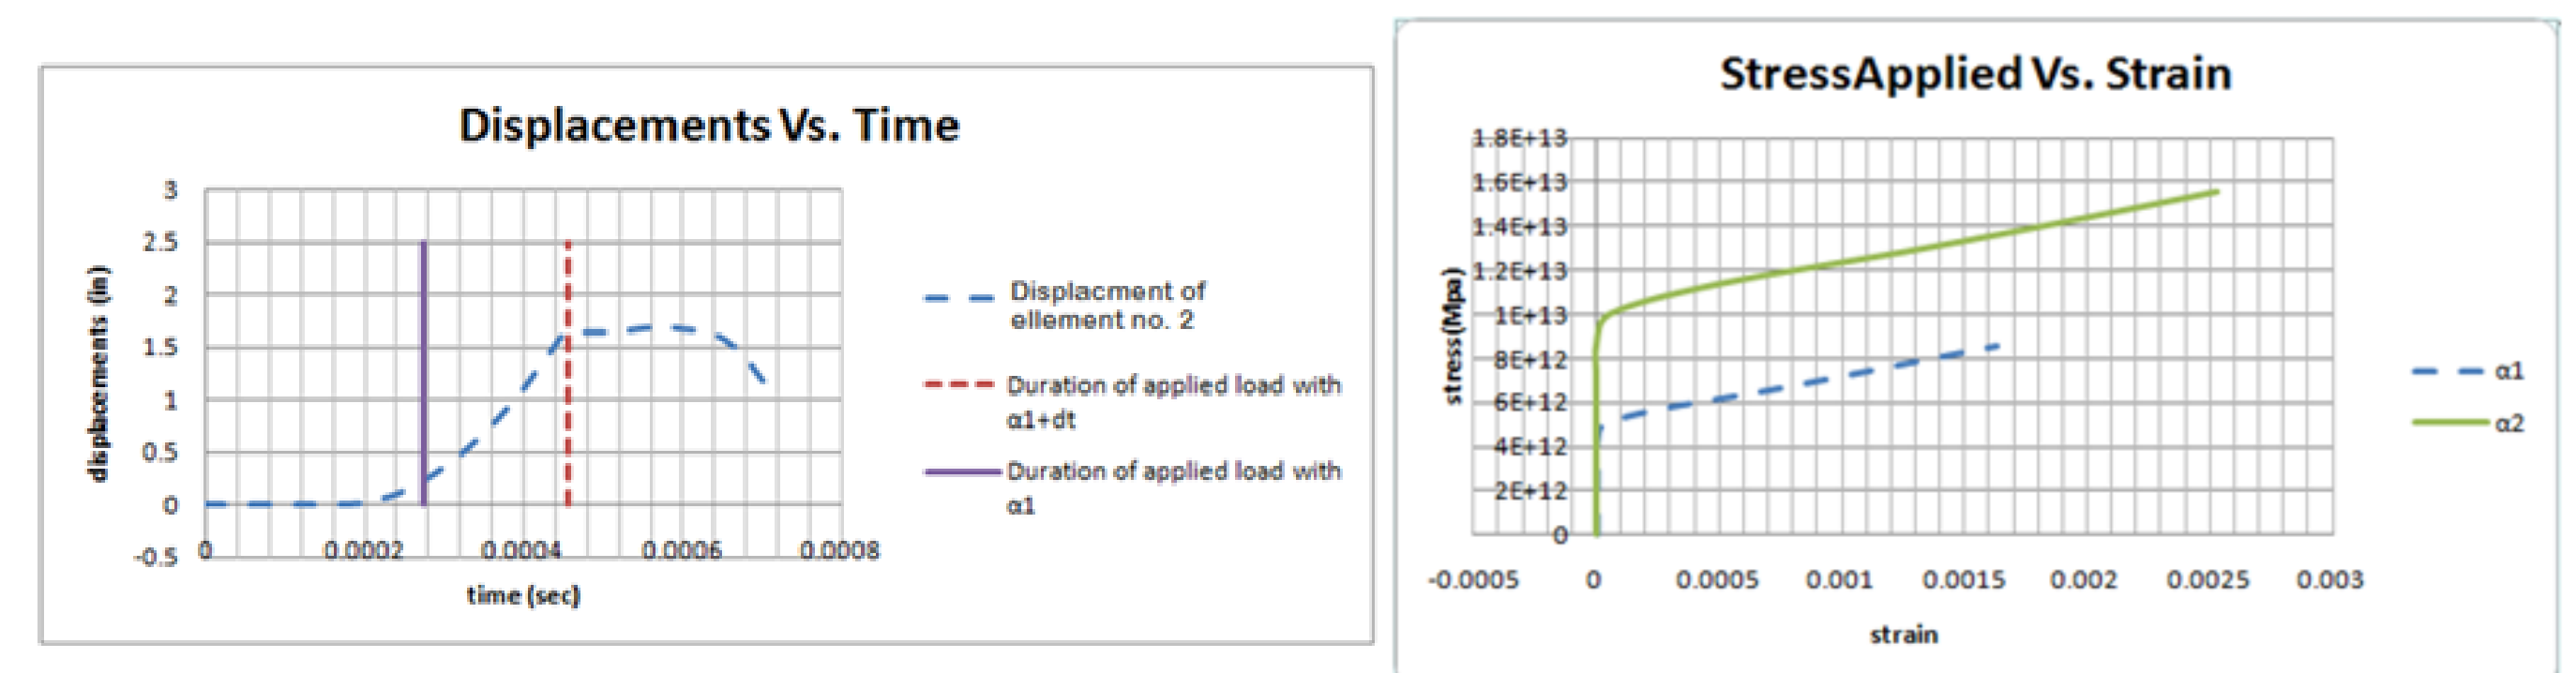 Displacements Vs. Time
3
2.5
2
1.5
1
0.5
0
-0.5
displacements (in)
0 0.00002 0.00004 0.00006 0.00008
time (sec)
Displacment of
ellement no. 2
Duration of applied load with
α1+dt
Duration of applied load with
α1
StressApplied Vs. Strain
1.8E+13
1.6E+13
1.4E+13
1.2E+13
1E+13
8E+12
6E+12
4E+12
2E+12
0
stress(Mpa)
-0.0005 0 0.0005 0.001 0.0015 0.002 0.0025 0.003
strain
α1
α2